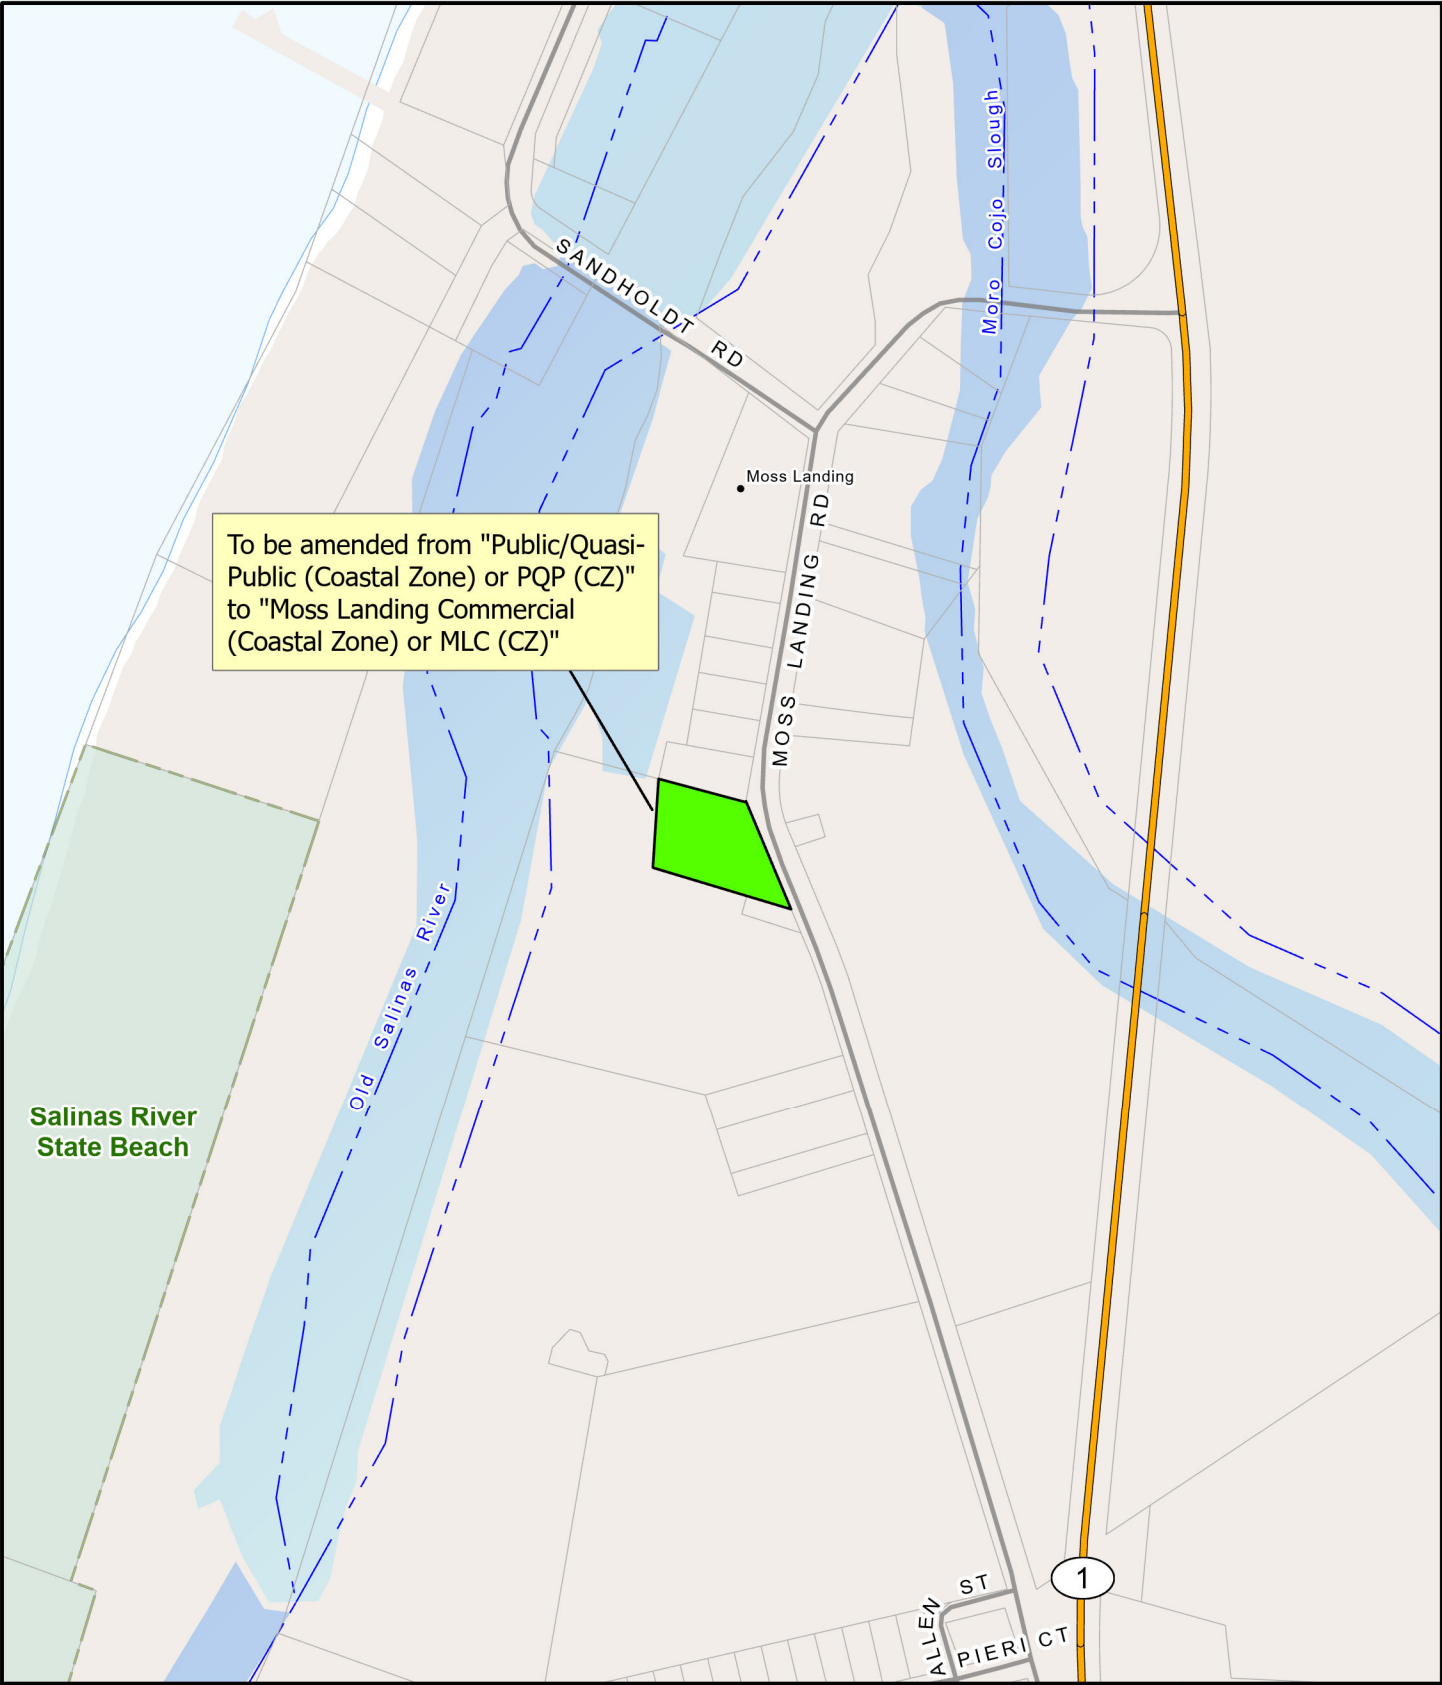 Moro Cojo Slough
SANDHOLDT RD
Moss Landing
MOSS LANDING RD
To be amended from "Public/Quasi-
Public (Coastal Zone) or PQP (CZ)"
to "Moss Landing Commercial
(Coastal Zone) or MLC (CZ)"
Old Salinas River
Salinas River
State Beach
1
ALLEN ST
PIERI CT